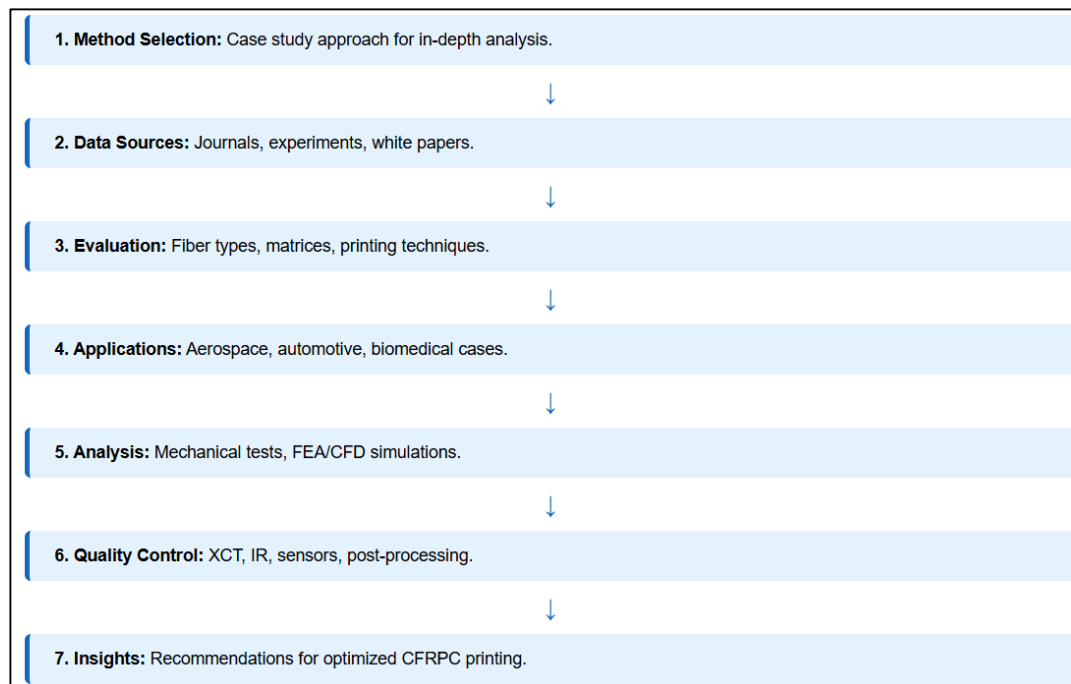 1. Method Selection: Case study approach for in-depth analysis.
↓
2. Data Sources: Journals, experiments, white papers.
↓
3. Evaluation: Fiber types, matrices, printing techniques.
↓
4. Applications: Aerospace, automotive, biomedical cases.
↓
5. Analysis: Mechanical tests, FEA/CFD simulations.
↓
6. Quality Control: XCT, IR, sensors, post-processing.
↓
7. Insights: Recommendations for optimized CFRPC printing.